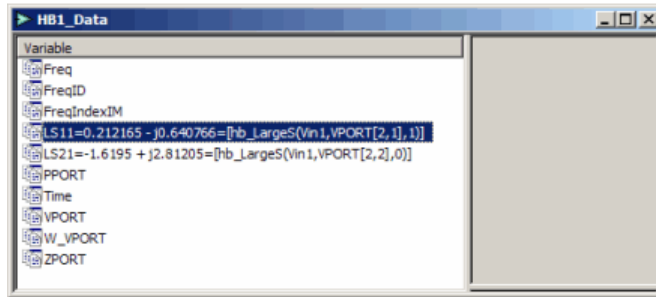 HB1_Data
Variable
Freq
FreqID
FreqIndexIM
LS11=0.212165 - j0.640766=[hb_LargeS(Vin1,VPORT[2,1],1)]
LS21=-1.6195 + j2.81205=[hb_LargeS(Vin1,VPORT[2,2],0)]
PPORT
Time
VPORT
W_VPORT
ZPORT